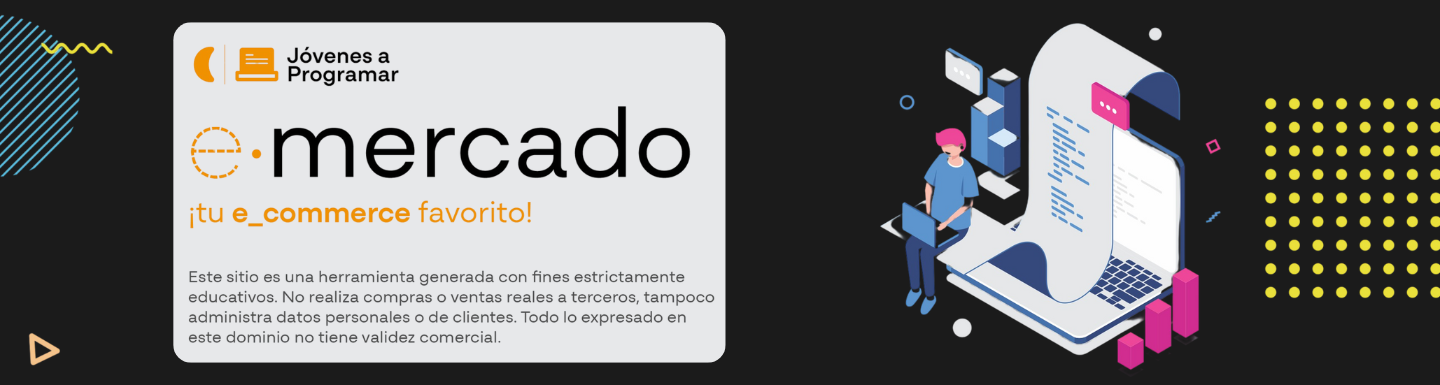 Jóvenes a
Programar
e·mercado
¡tu e_commerce favorito!
Este sitio es una herramienta generada con fines estrictamente
educativos. No realiza compras o ventas reales a terceros, tampoco
administra datos personales o de clientes. Todo lo expresado en
este dominio no tiene validez comercial.